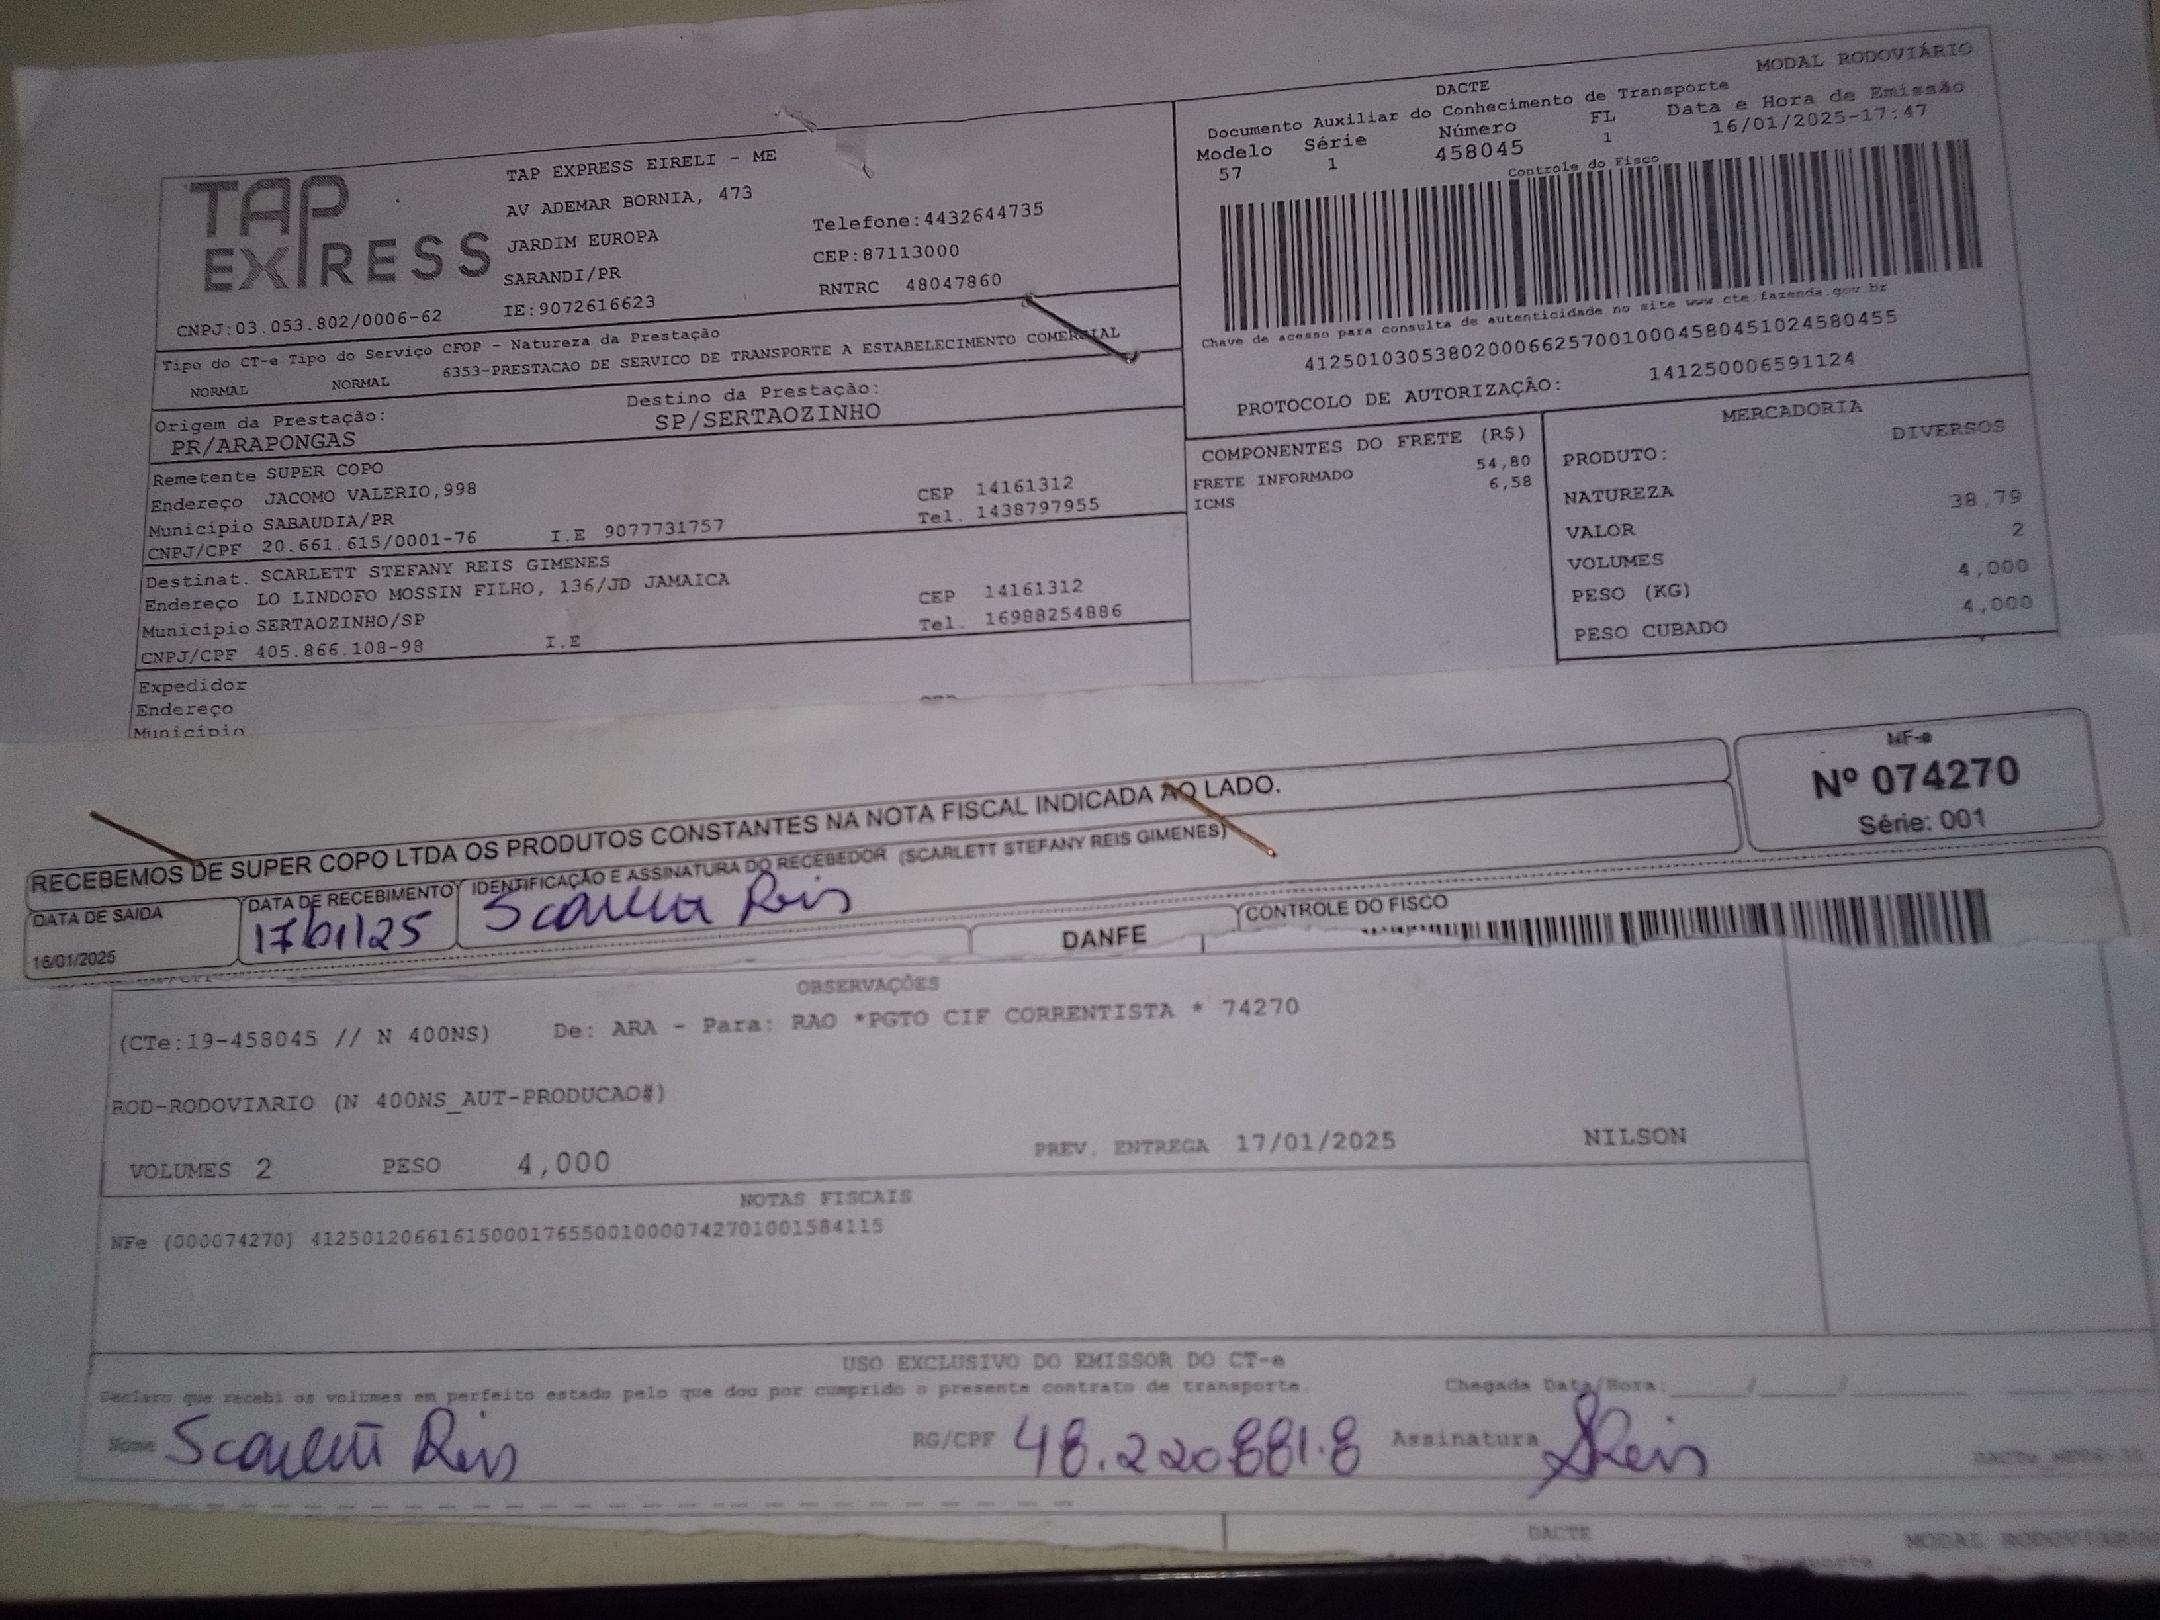 TAP EXPRESS
TAP EXPRESS EIRELI - ME
AV ADEMAR BORNIA, 473
JARDIM EUROPA
SARANDI/PR
IE:9072616623
Telefone:4432644735
CEP:87113000
RNTRC 48047860
CNPJ:03.053.802/0006-62
MODAL RODOVIÁRIO
DACTE
Documento Auxiliar do Conhecimento de Transporte
Modelo Série Número FL Data e Hora de Emissão
57 1 458045 1 16/01/2025-17:47
Controle do Fisco
Chave de acesso para consulta de autenticidade no site www.cte.fazenda.gov.br
41250103053802000662570010004580451024580455
PROTOCOLO DE AUTORIZAÇÃO: 141250006591124
Tipo do CT-e Tipo do Serviço CFOP - Natureza da Prestação
NORMAL NORMAL 6353-PRESTACAO DE SERVICO DE TRANSPORTE A ESTABELECIMENTO COMERCIAL
Origem da Prestação: Destino da Prestação:
PR/ARAPONGAS SP/SERTAOZINHO
Remetente SUPER COPO
Endereço JACOMO VALERIO,998 CEP 14161312
Município SABAUDIA/PR Tel. 1438797955
CNPJ/CPF 20.661.615/0001-76 I.E 9077731757
Destinat. SCARLETT STEFANY REIS GIMENES
Endereço LO LINDOFO MOSSIN FILHO, 136/JD JAMAICA CEP 14161312
Município SERTAOZINHO/SP Tel. 16988254886
CNPJ/CPF 405.866.108-98 I.E
Expedidor
Endereço
Município
COMPONENTES DO FRETE (R$)
FRETE INFORMADO 54,80
ICMS 6,58
MERCADORIA
PRODUTO: DIVERSOS
NATUREZA
VALOR 38,79
VOLUMES 2
PESO (KG) 4,000
PESO CUBADO 4,000
RECEBEMOS DE SUPER COPO LTDA OS PRODUTOS CONSTANTES NA NOTA FISCAL INDICADA AO LADO.
NF-e
Nº 074270
Série: 001
DATA DE SAIDA
16/01/2025
DATA DE RECEBIMENTO
17/01/25
IDENTIFICAÇÃO E ASSINATURA DO RECEBEDOR (SCARLETT STEFANY REIS GIMENES)
Scarlett Reis
DANFE
CONTROLE DO FISCO
OBSERVAÇÕES
(CTe:19-458045 // N 400NS) De: ARA - Para: RAO *PGTO CIF CORRENTISTA * 74270
ROD-RODOVIARIO (N 400NS_AUT-PRODUCAO#)
VOLUMES 2 PESO 4,000 PREV. ENTREGA 17/01/2025 NILSON
NOTAS FISCAIS
NFe (000074270) 41250120661615000176550010000742701001584115
USO EXCLUSIVO DO EMISSOR DO CT-e
Declaro que recebi os volumes em perfeito estado pelo que dou por cumprido o presente contrato de transporte. Chegada Data/Hora:
Nome Scarlett Reis RG/CPF 48.220.881.8 Assinatura SReis
DACTE MODAL RODOVIÁRIO